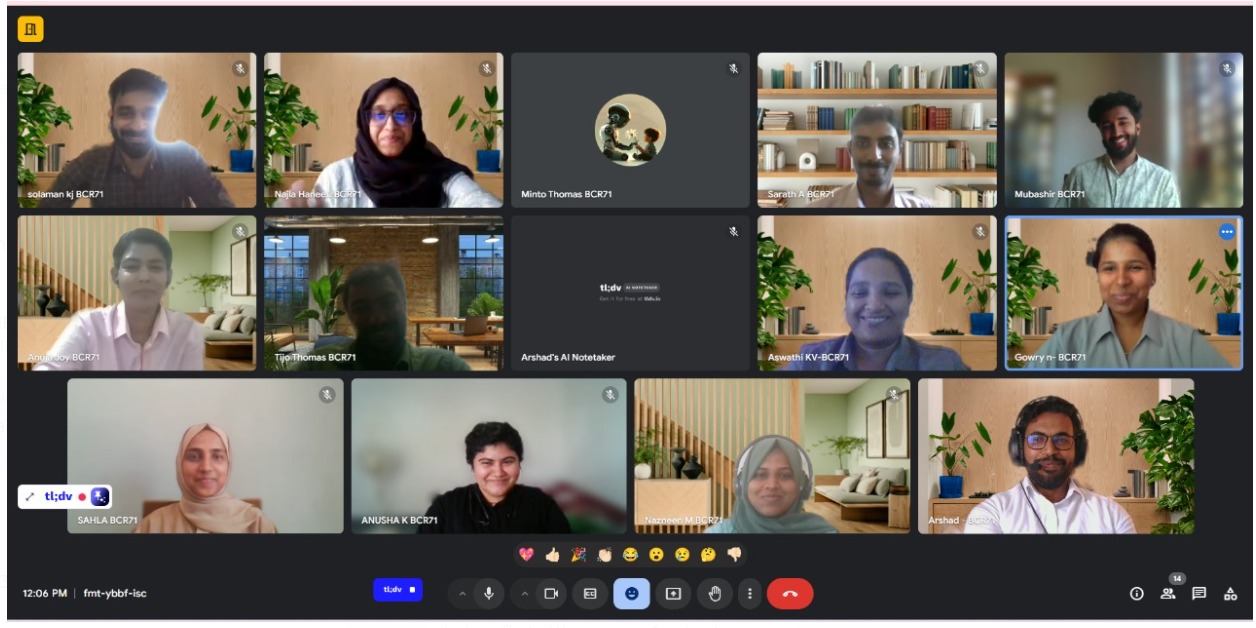 solaman kj BCR71
Najla Haneef BCR71
Minto Thomas BCR71
Sarath A BCR71
Mubashir BCR71
Anuja Joy BCR71
Tijo Thomas BCR71
tl;dv AI NOTETAKER
Get it for free at tldv.io
Arshad's AI Notetaker
Aswathi KV-BCR71
Gowry n- BCR71
tl;dv
SAHLA BCR71
ANUSHA K BCR71
Nazneen M BCR71
Arshad - BCR71
14
12:06 PM | fmt-ybbf-isc
tl;dv
CC